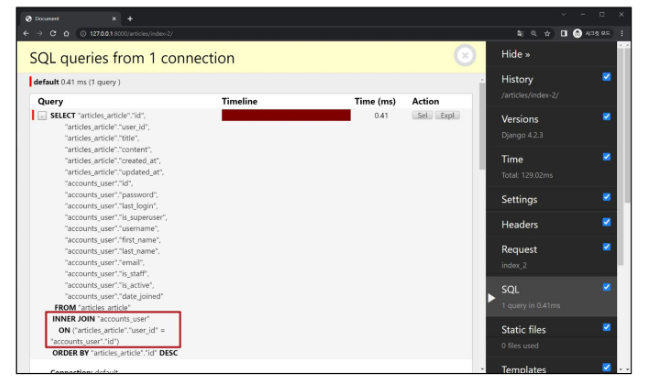 Document
127.0.0.1:8000/articles/index-2/
SQL queries from 1 connection
default 0.41 ms (1 query )
Query Timeline Time (ms) Action
SELECT "articles_article"."id", 0.41 Sel Expl
"articles_article"."user_id",
"articles_article"."title",
"articles_article"."content",
"articles_article"."created_at",
"articles_article"."updated_at",
"accounts_user"."id",
"accounts_user"."password",
"accounts_user"."last_login",
"accounts_user"."is_superuser",
"accounts_user"."username",
"accounts_user"."first_name",
"accounts_user"."last_name",
"accounts_user"."email",
"accounts_user"."is_staff",
"accounts_user"."is_active",
"accounts_user"."date_joined"
FROM "articles_article"
INNER JOIN "accounts_user"
ON ("articles_article"."user_id" =
"accounts_user"."id")
ORDER BY "articles_article"."id" DESC
Connection: default
Hide »
History
/articles/index-2/
Versions
Django 4.2.3
Time
Total: 129.02ms
Settings
Headers
Request
index_2
SQL
1 query in 0.41ms
Static files
0 files used
Templates